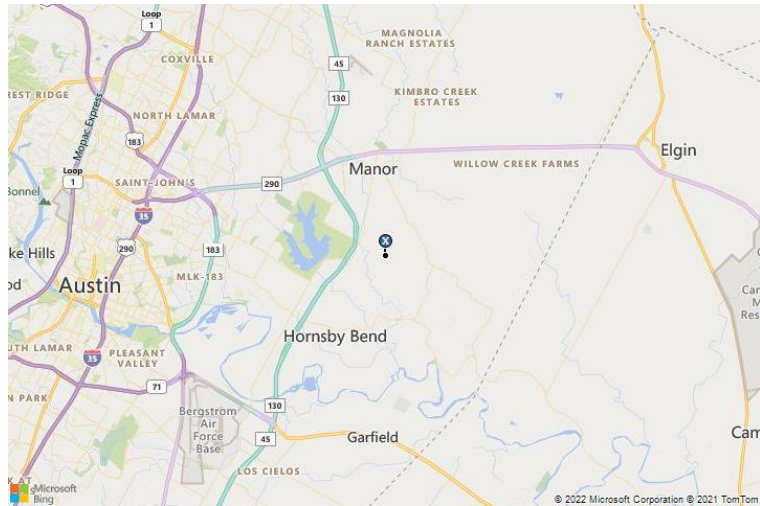 Loop
1
MAGNOLIA
RANCH ESTATES
COXVILLE
45
130
REST RIDGE
Mopac Express
KIMBRO CREEK
ESTATES
NORTH LAMAR
183
Elgin
WILLOW CREEK FARMS
Manor
Loop
1
SAINT-JOHN'S
290
Bonnel
35
X
290
183
ke Hills
MLK-183
od
Austin
Hornsby Bend
UTH LAMAR
PLEASANT
VALLEY
35
71
N PARK
130
Bergstrom
Air
Force
Base
45
Garfield
Cam
LOS CIELOS
Microsoft
Bing
© 2022 Microsoft Corporation © 2021 TomTom